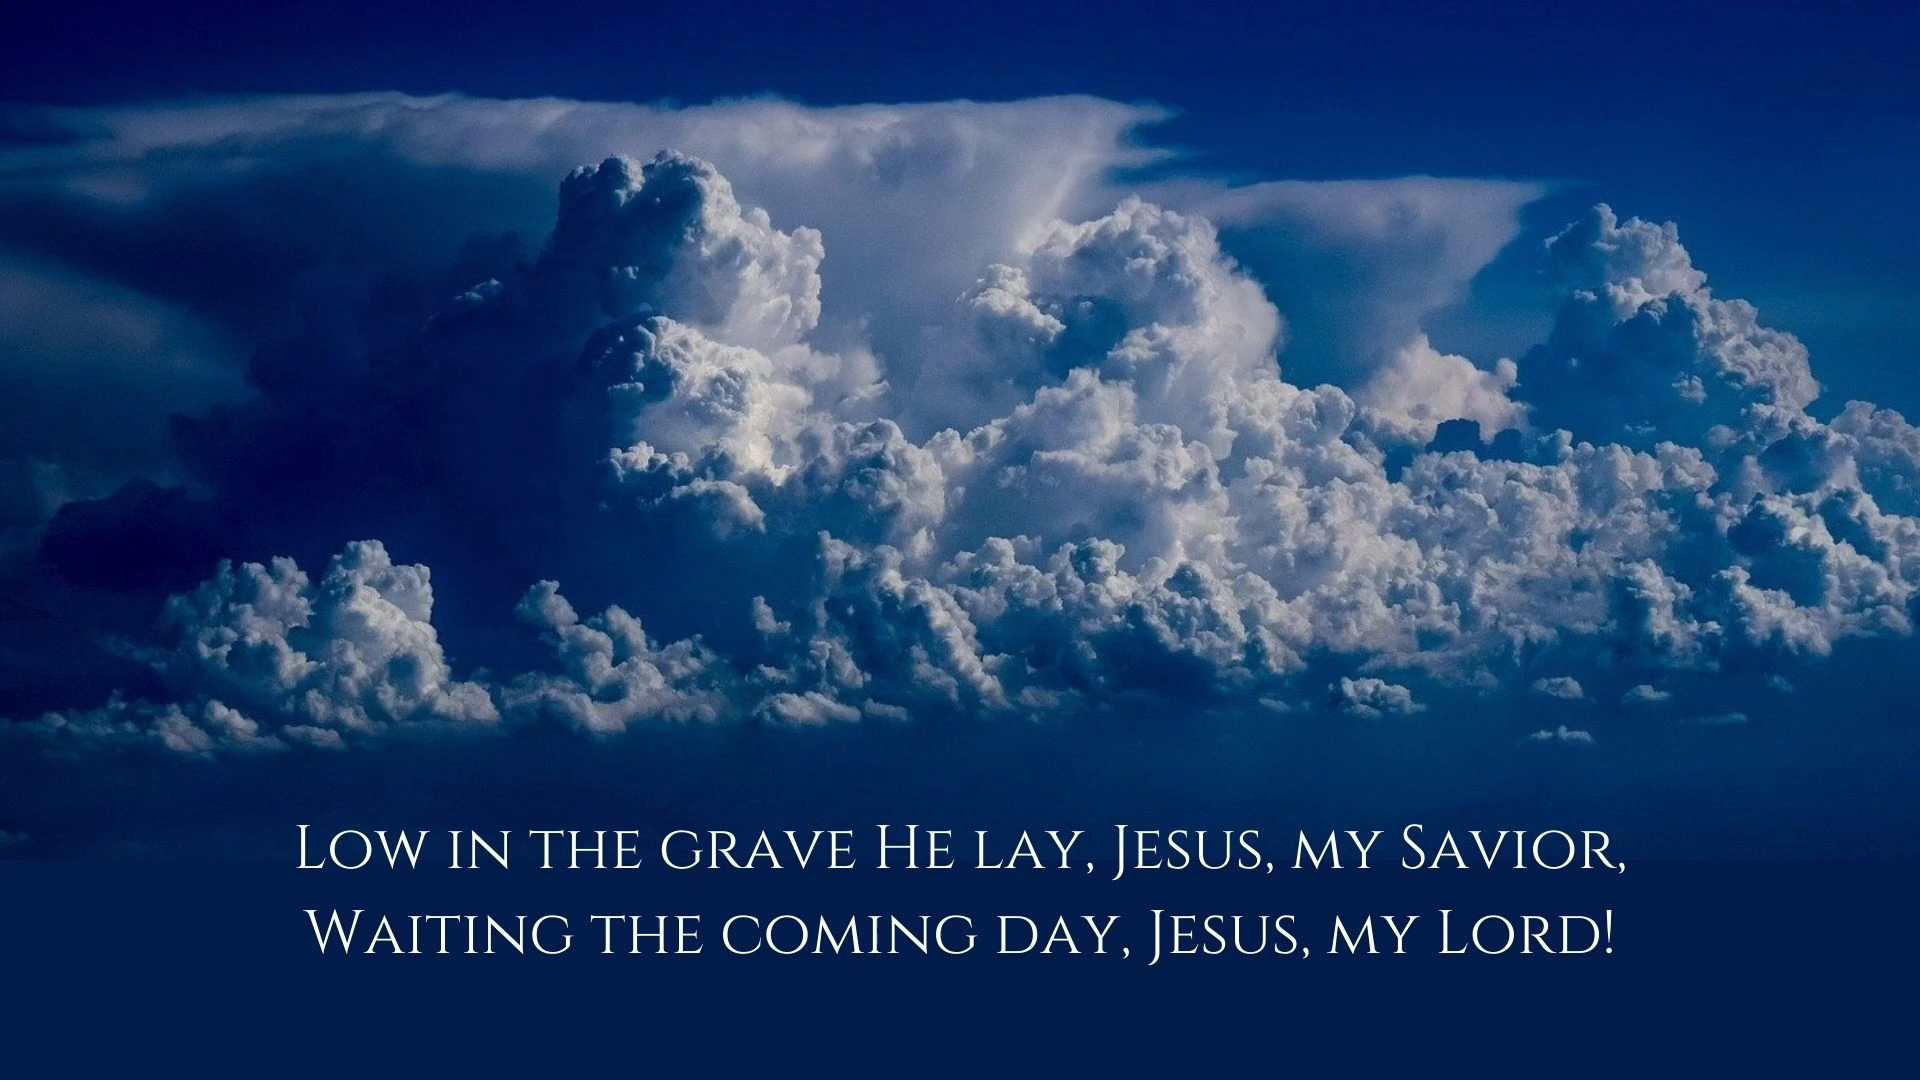 Low in the grave He lay, Jesus, my Savior,
Waiting the coming day, Jesus, my Lord!